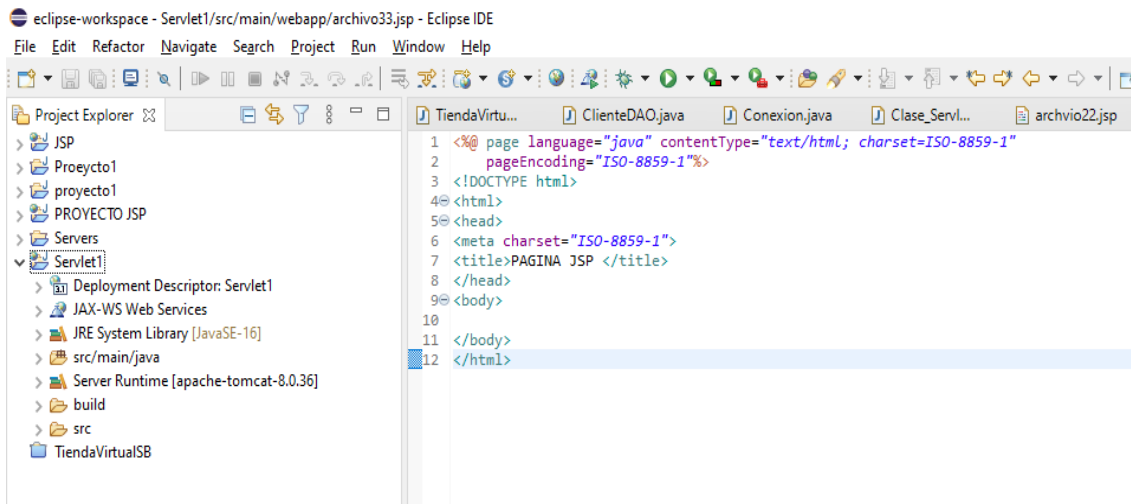 eclipse-workspace - Servlet1/src/main/webapp/archivo33.jsp - Eclipse IDE
File Edit Refactor Navigate Search Project Run Window Help
Project Explorer
JSP
Proeycto1
proyecto1
PROYECTO JSP
Servers
Servlet1
Deployment Descriptor: Servlet1
JAX-WS Web Services
JRE System Library [JavaSE-16]
src/main/java
Server Runtime [apache-tomcat-8.0.36]
build
src
TiendaVirtualSB
TiendaVirtu... ClienteDAO.java Conexion.java Clase_Servl... archvio22.jsp
1 <%@ page language="java" contentType="text/html; charset=ISO-8859-1"
2 pageEncoding="ISO-8859-1"%>
3 <!DOCTYPE html>
4 <html>
5 <head>
6 <meta charset="ISO-8859-1">
7 <title>PAGINA JSP </title>
8 </head>
9 <body>
10
11 </body>
12 </html>